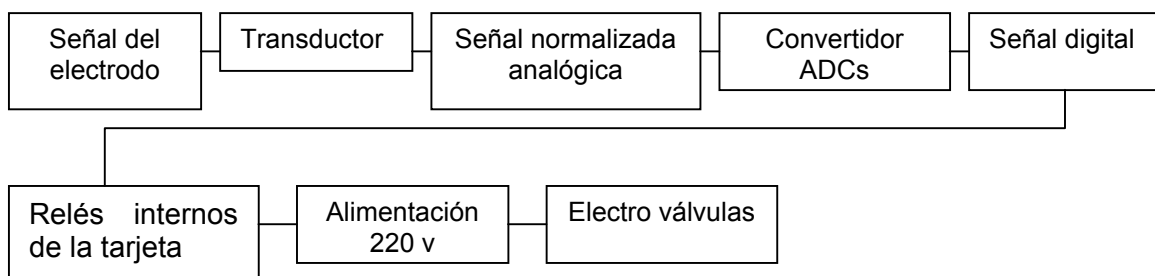 Señal del
electrodo
Transductor
Señal normalizada
analógica
Convertidor
ADCs
Señal digital
Relés internos
de la tarjeta
Alimentación
220 v
Electro válvulas